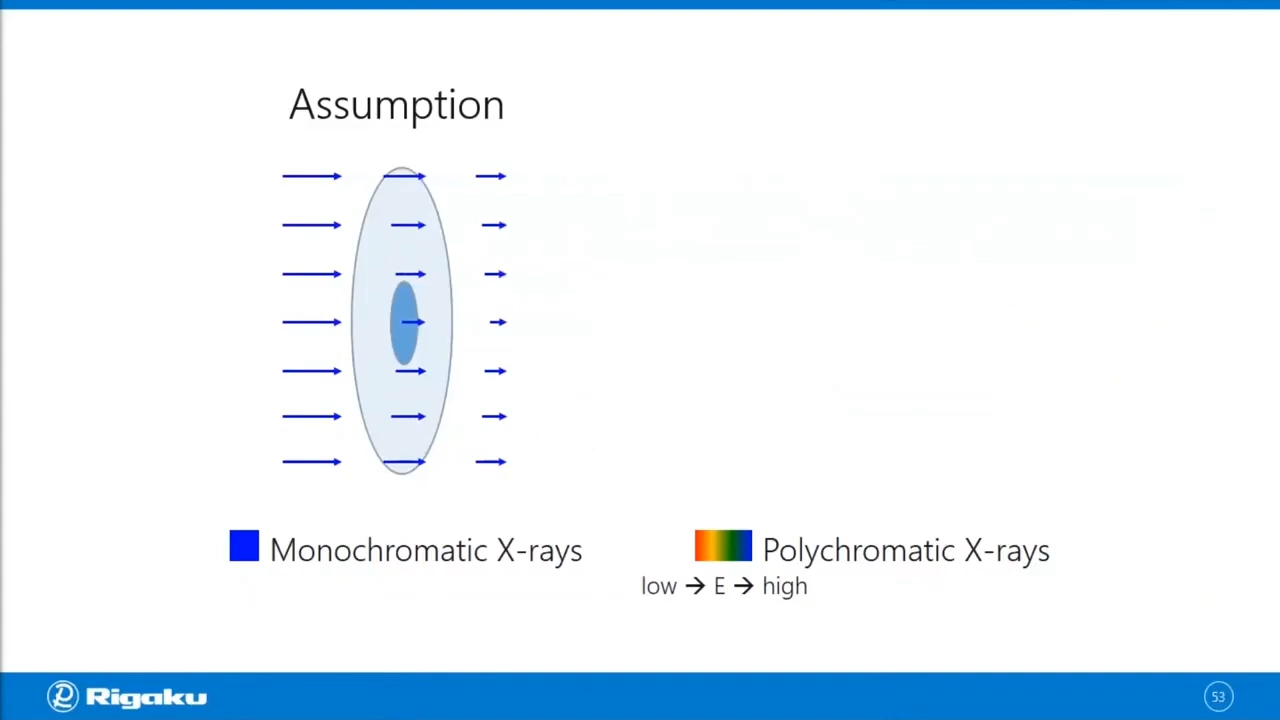 Assumption
Monochromatic X-rays
Polychromatic X-rays
low → E → high
Rigaku
53